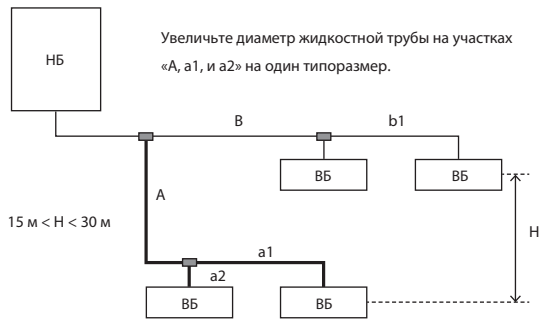 НБ
Увеличьте диаметр жидкостной трубы на участках
«A, a1, и a2» на один типоразмер.
B
b1
ВБ
ВБ
A
15 м < H < 30 м
H
a1
a2
ВБ
ВБ